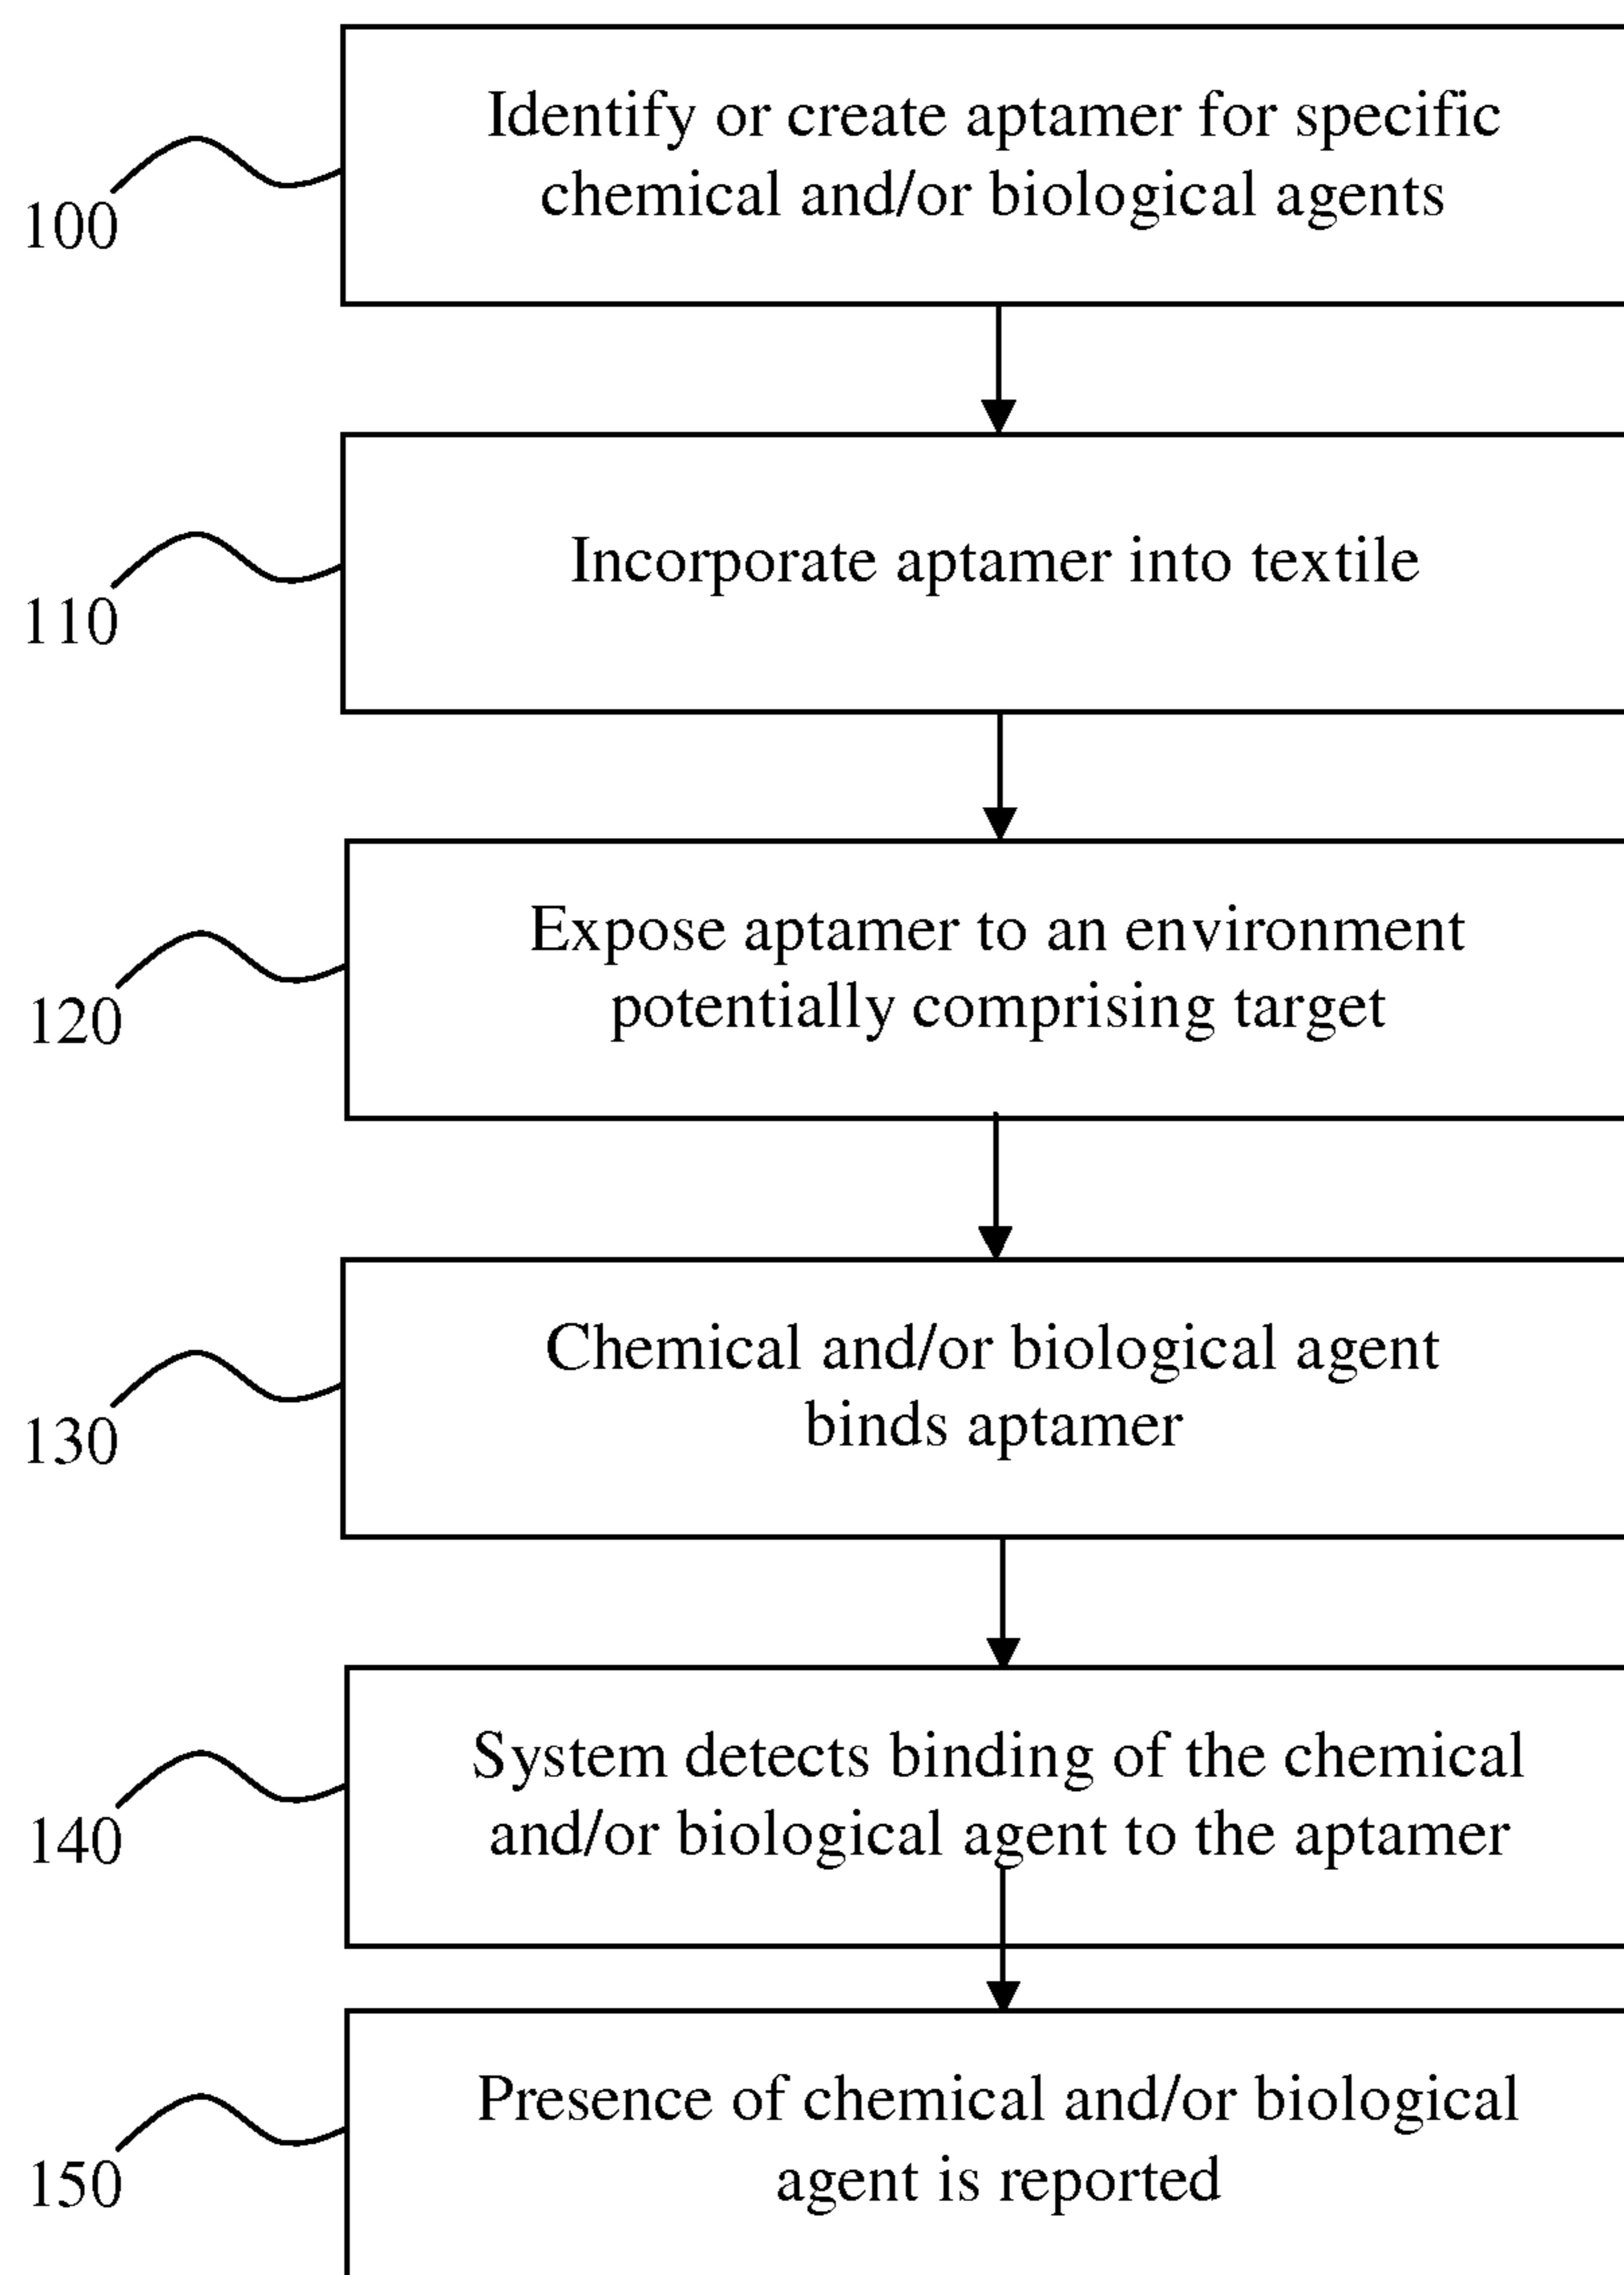 Identify or create aptamer for specific
chemical and/or biological agents
100
Incorporate aptamer into textile
110
Expose aptamer to an environment
potentially comprising target
120
Chemical and/or biological agent
binds aptamer
130
System detects binding of the chemical
and/or biological agent to the aptamer
140
Presence of chemical and/or biological
agent is reported
150